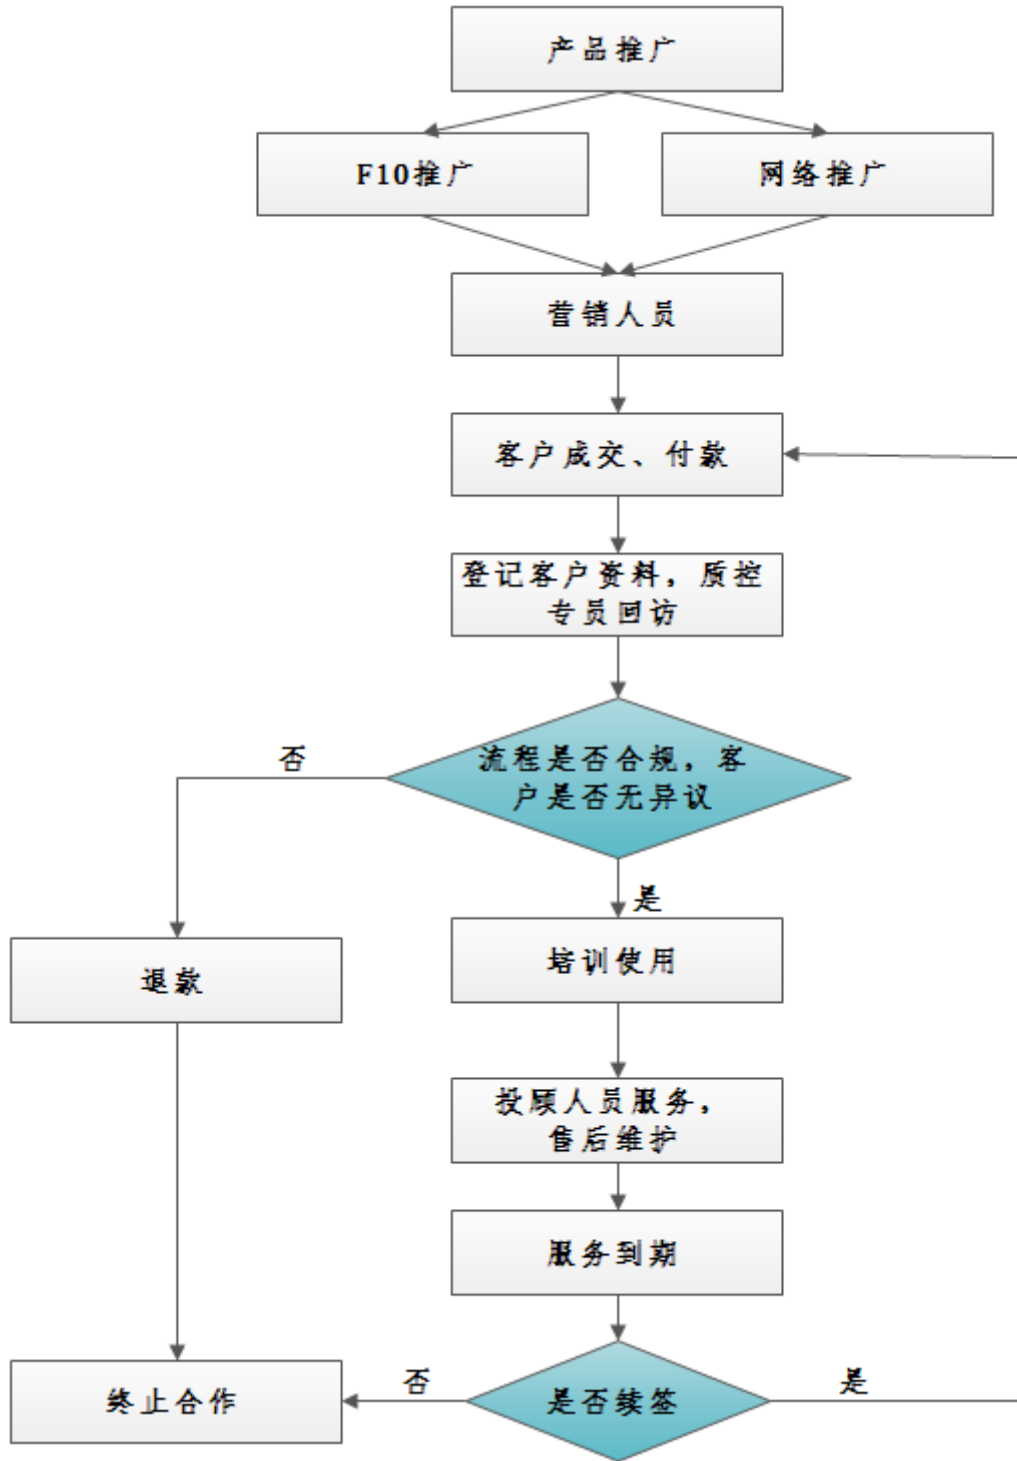 产品推广
F10推广
网络推广
营销人员
客户成交、付款
登记客户资料，质控
专员回访
流程是否合规，客
户是否无异议
否
是
退款
培训使用
投顾人员服务，
售后维护
服务到期
终止合作
否
是否续签
是